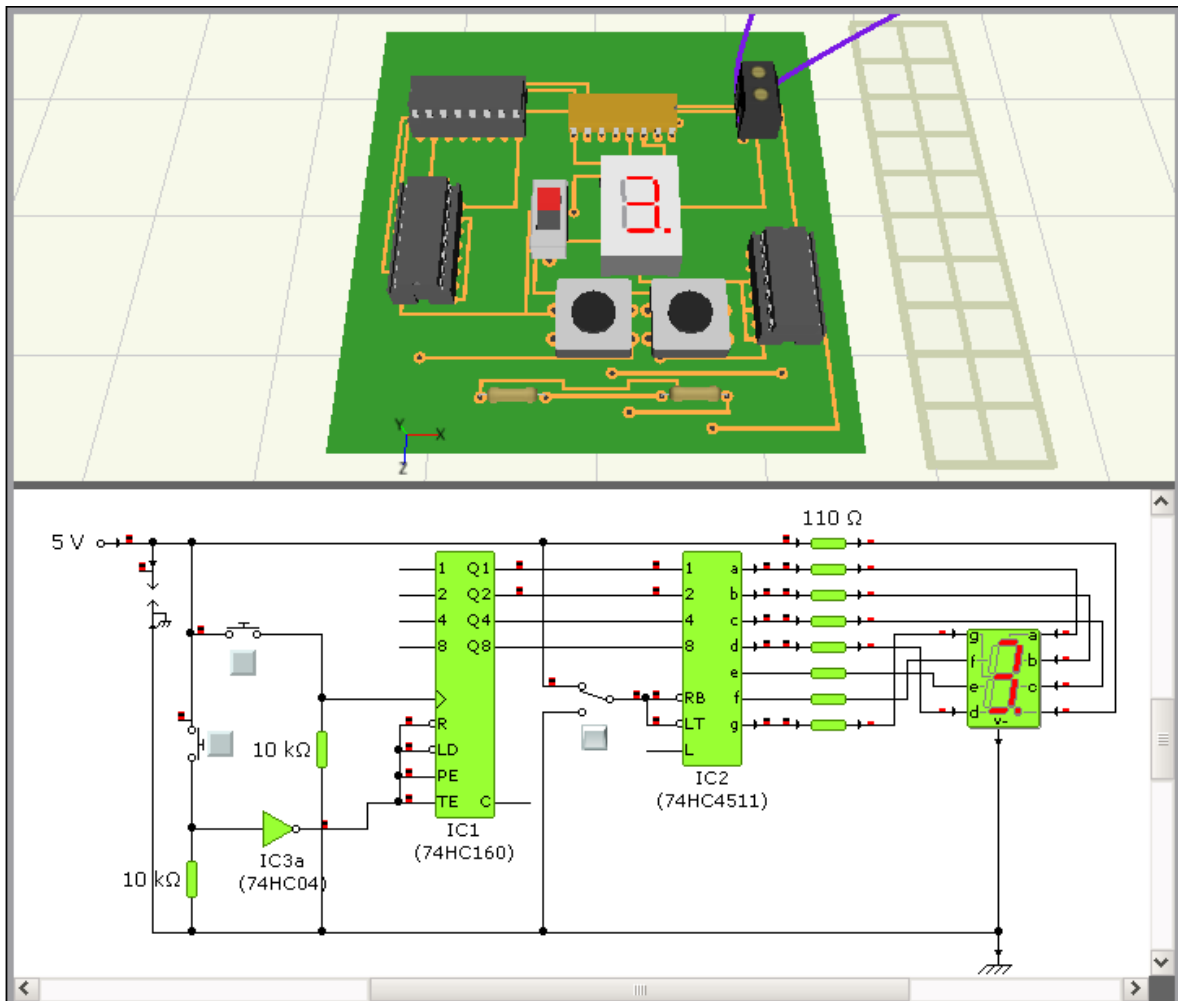 Y
X
Z
110 Ω
5 V
1 Q1
2 Q2
4 Q4
8 Q8
R
LD
PE
TE C
IC1
(74HC160)
1 a
2 b
4 c
8 d
e
RB f
LT g
L
IC2
(74HC4511)
g a
f b
e c
d
V-
10 kΩ
IC3a
(74HC04)
10 kΩ